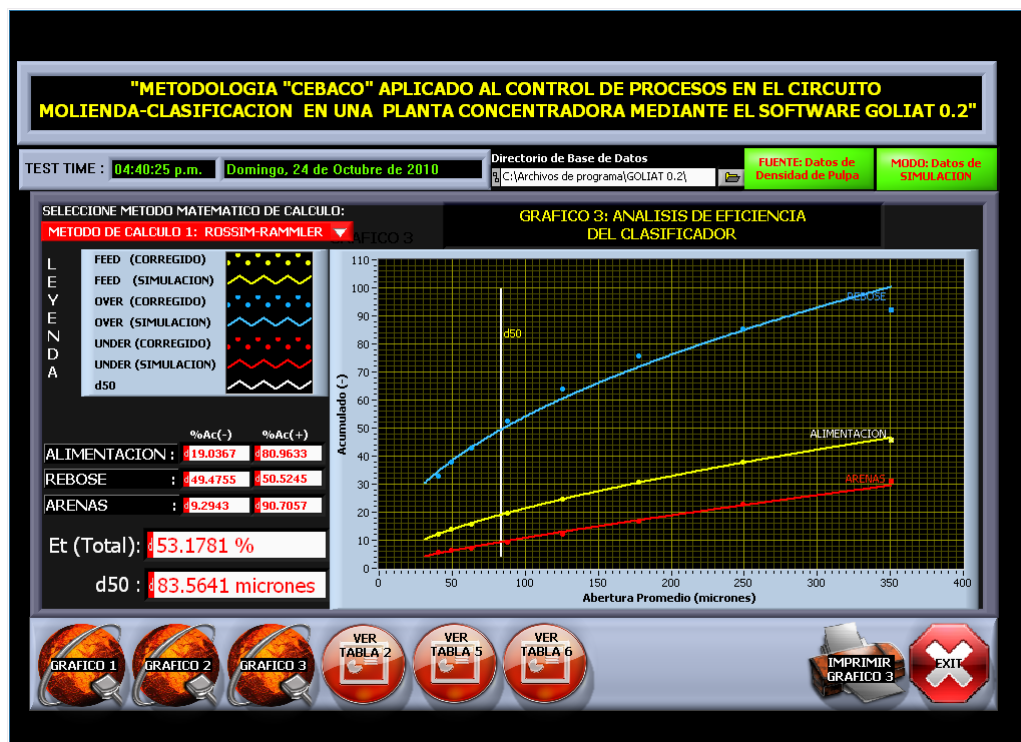 "METODOLOGIA "CEBACO" APLICADO AL CONTROL DE PROCESOS EN EL CIRCUITO
MOLIENDA-CLASIFICACION EN UNA PLANTA CONCENTRADORA MEDIANTE EL SOFTWARE GOLIAT 0.2"
TEST TIME :
04:40:25 p.m.
Domingo, 24 de Octubre de 2010
Directorio de Base de Datos
C:\Archivos de programa\GOLIAT 0.2\
FUENTE: Datos de
Densidad de Pulpa
MODO: Datos de
SIMULACION
SELECCIONE METODO MATEMATICO DE CALCULO:
METODO DE CALCULO 1: ROSSIM-RAMMLER
GRAFICO 3
GRAFICO 3: ANALISIS DE EFICIENCIA
DEL CLASIFICADOR
LEYENDA
FEED (CORREGIDO)
FEED (SIMULACION)
OVER (CORREGIDO)
OVER (SIMULACION)
UNDER (CORREGIDO)
UNDER (SIMULACION)
d50
%Ac(-) %Ac(+)
ALIMENTACION : 19.0367 80.9633
REBOSE : 49.4755 50.5245
ARENAS : 9.2943 90.7057
Et (Total): 53.1781 %
d50 : 83.5641 micrones
Acumulado (-)
110
100
90
80
70
60
50
40
30
20
10
0
d50
REBOSE
ALIMENTACION
ARENAS
0 50 100 150 200 250 300 350 400
Abertura Promedio (micrones)
GRAFICO 1
GRAFICO 2
GRAFICO 3
VER
TABLA 2
VER
TABLA 5
VER
TABLA 6
IMPRIMIR
GRAFICO 3
EXIT